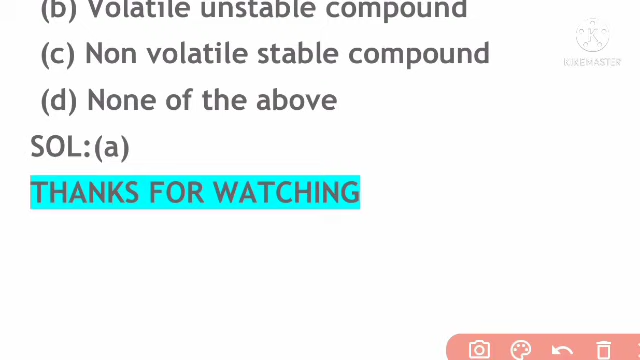 (b) Volatile unstable compound
(c) Non volatile stable compound
(d) None of the above
SOL:(a)
THANKS FOR WATCHING
KINEMASTER